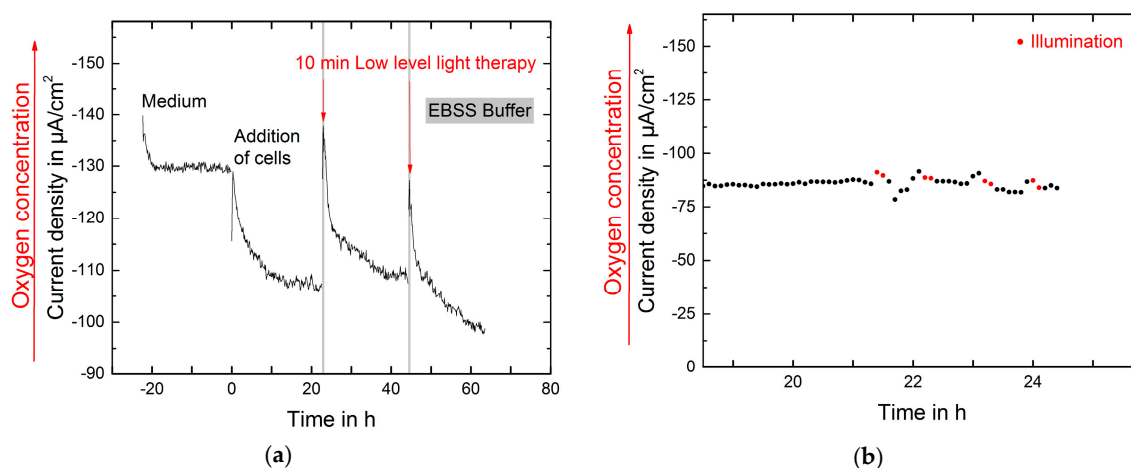 Oxygen concentration
Current density in µA/cm²
-150
-140
-130
-120
-110
-100
-90
Medium
Addition
of cells
10 min Low level light therapy
EBSS Buffer
-20 0 20 40 60 80
Time in h
(a)
Oxygen concentration
Current density in µA/cm²
-150
-125
-100
-75
-50
-25
0
Illumination
20 22 24
Time in h
(b)